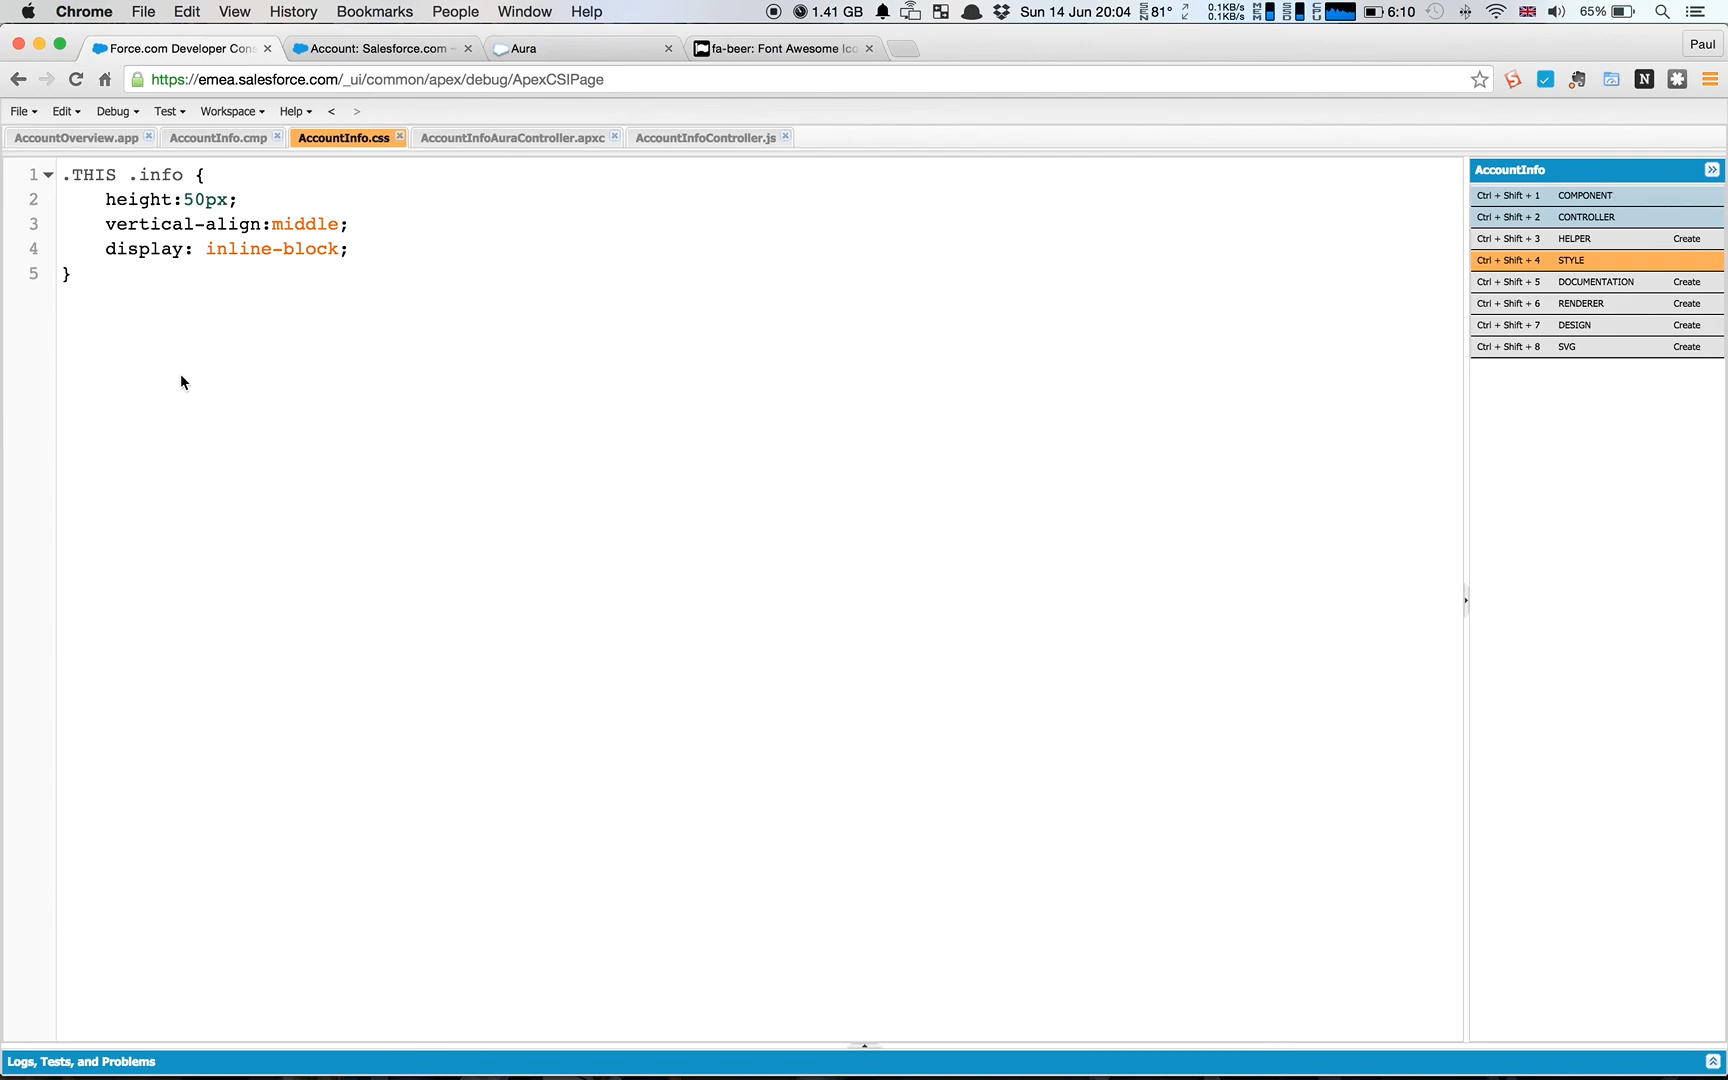 Chrome File Edit View History Bookmarks People Window Help 1.41 GB Sun 14 Jun 20:04 81° 0.1KB/s 0.1KB/s 6:10 65%
Force.com Developer Cons Account: Salesforce.com - Aura fa-beer: Font Awesome Ico Paul
https://emea.salesforce.com/_ui/common/apex/debug/ApexCSIPage
File Edit Debug Test Workspace Help < >
AccountOverview.app AccountInfo.cmp AccountInfo.css AccountInfoAuraController.apxc AccountInfoController.js
1 .THIS .info {
2 height:50px;
3 vertical-align:middle;
4 display: inline-block;
5 }
AccountInfo
Ctrl + Shift + 1 COMPONENT
Ctrl + Shift + 2 CONTROLLER
Ctrl + Shift + 3 HELPER Create
Ctrl + Shift + 4 STYLE
Ctrl + Shift + 5 DOCUMENTATION Create
Ctrl + Shift + 6 RENDERER Create
Ctrl + Shift + 7 DESIGN Create
Ctrl + Shift + 8 SVG Create
Logs, Tests, and Problems